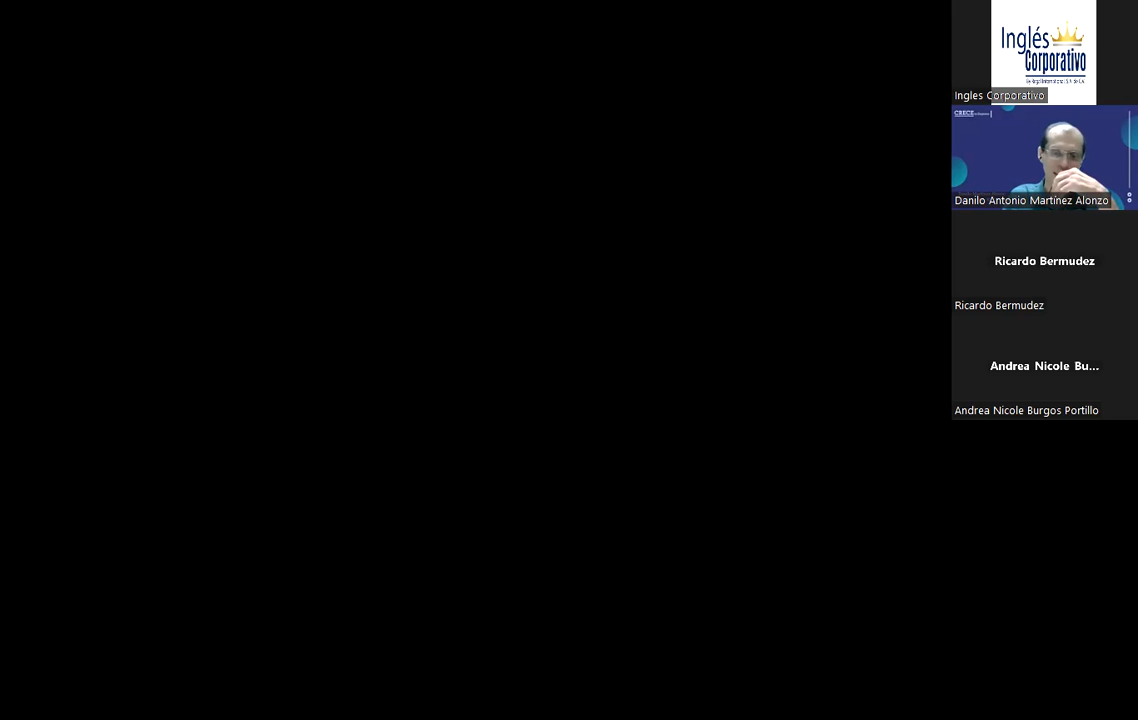 Inglés
Corporativo
Ingles Corporativo
CRECE
Danilo Antonio Martínez Alonzo
Ricardo Bermudez
Ricardo Bermudez
Andrea Nicole Bu...
Andrea Nicole Burgos Portillo